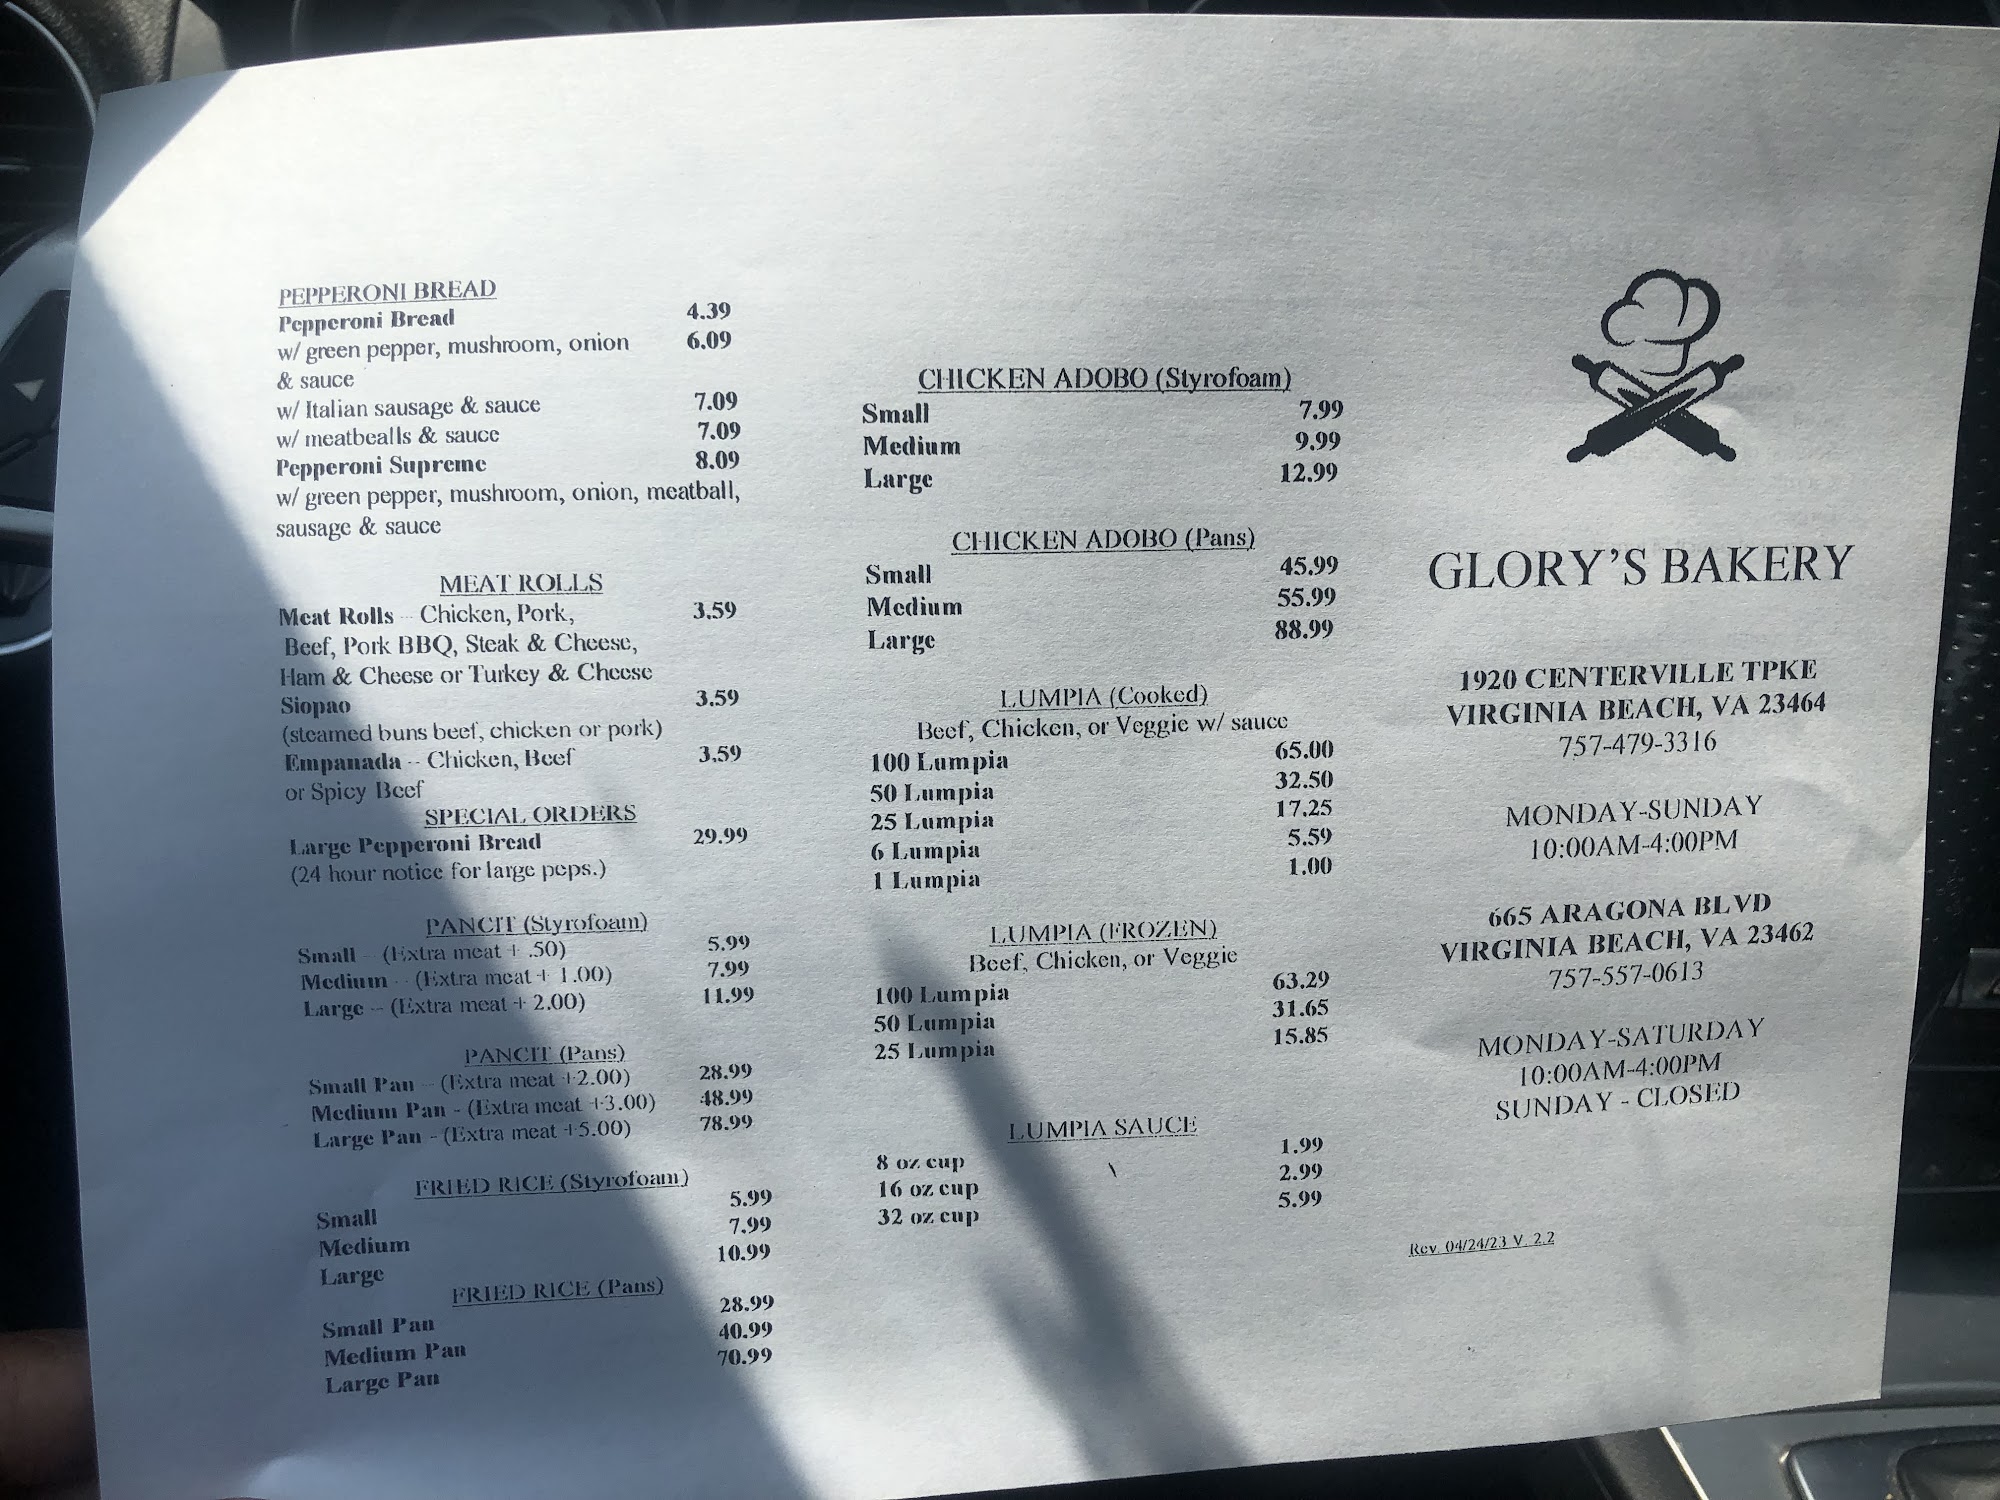 PEPPERONI BREAD
Pepperoni Bread 4.39
w/ green pepper, mushroom, onion 6.09
& sauce
w/ Italian sausage & sauce 7.09
w/ meatbealls & sauce 7.09
Pepperoni Supreme 8.09
w/ green pepper, mushroom, onion, meatball,
sausage & sauce
MEAT ROLLS
Meat Rolls -- Chicken, Pork, 3.59
Beef, Pork BBQ, Steak & Cheese,
Ham & Cheese or Turkey & Cheese
Siopao 3.59
(steamed buns beef, chicken or pork)
Empanada -- Chicken, Beef 3.59
or Spicy Beef
SPECIAL ORDERS
Large Pepperoni Bread 29.99
(24 hour notice for large peps.)
PANCIT (Styrofoam)
Small - (Extra meat + .50) 5.99
Medium -- (Extra meat + 1.00) 7.99
Large -- (Extra meat + 2.00) 11.99
PANCIT (Pans)
Small Pan -- (Extra meat +2.00) 28.99
Medium Pan - (Extra meat +3.00) 48.99
Large Pan - (Extra meat +5.00) 78.99
FRIED RICE (Styrofoam)
Small 5.99
Medium 7.99
Large 10.99
FRIED RICE (Pans)
Small Pan 28.99
Medium Pan 40.99
Large Pan 70.99
CHICKEN ADOBO (Styrofoam)
Small 7.99
Medium 9.99
Large 12.99
CHICKEN ADOBO (Pans)
Small 45.99
Medium 55.99
Large 88.99
LUMPIA (Cooked)
Beef, Chicken, or Veggie w/ sauce
100 Lumpia 65.00
50 Lumpia 32.50
25 Lumpia 17.25
6 Lumpia 5.59
1 Lumpia 1.00
LUMPIA (FROZEN)
Beef, Chicken, or Veggie
100 Lumpia 63.29
50 Lumpia 31.65
25 Lumpia 15.85
LUMPIA SAUCE
8 oz cup 1.99
16 oz cup 2.99
32 oz cup 5.99
GLORY'S BAKERY
1920 CENTERVILLE TPKE
VIRGINIA BEACH, VA 23464
757-479-3316
MONDAY-SUNDAY
10:00AM-4:00PM
665 ARAGONA BLVD
VIRGINIA BEACH, VA 23462
757-557-0613
MONDAY-SATURDAY
10:00AM-4:00PM
SUNDAY - CLOSED
Rev. 04/24/23 V. 2.2